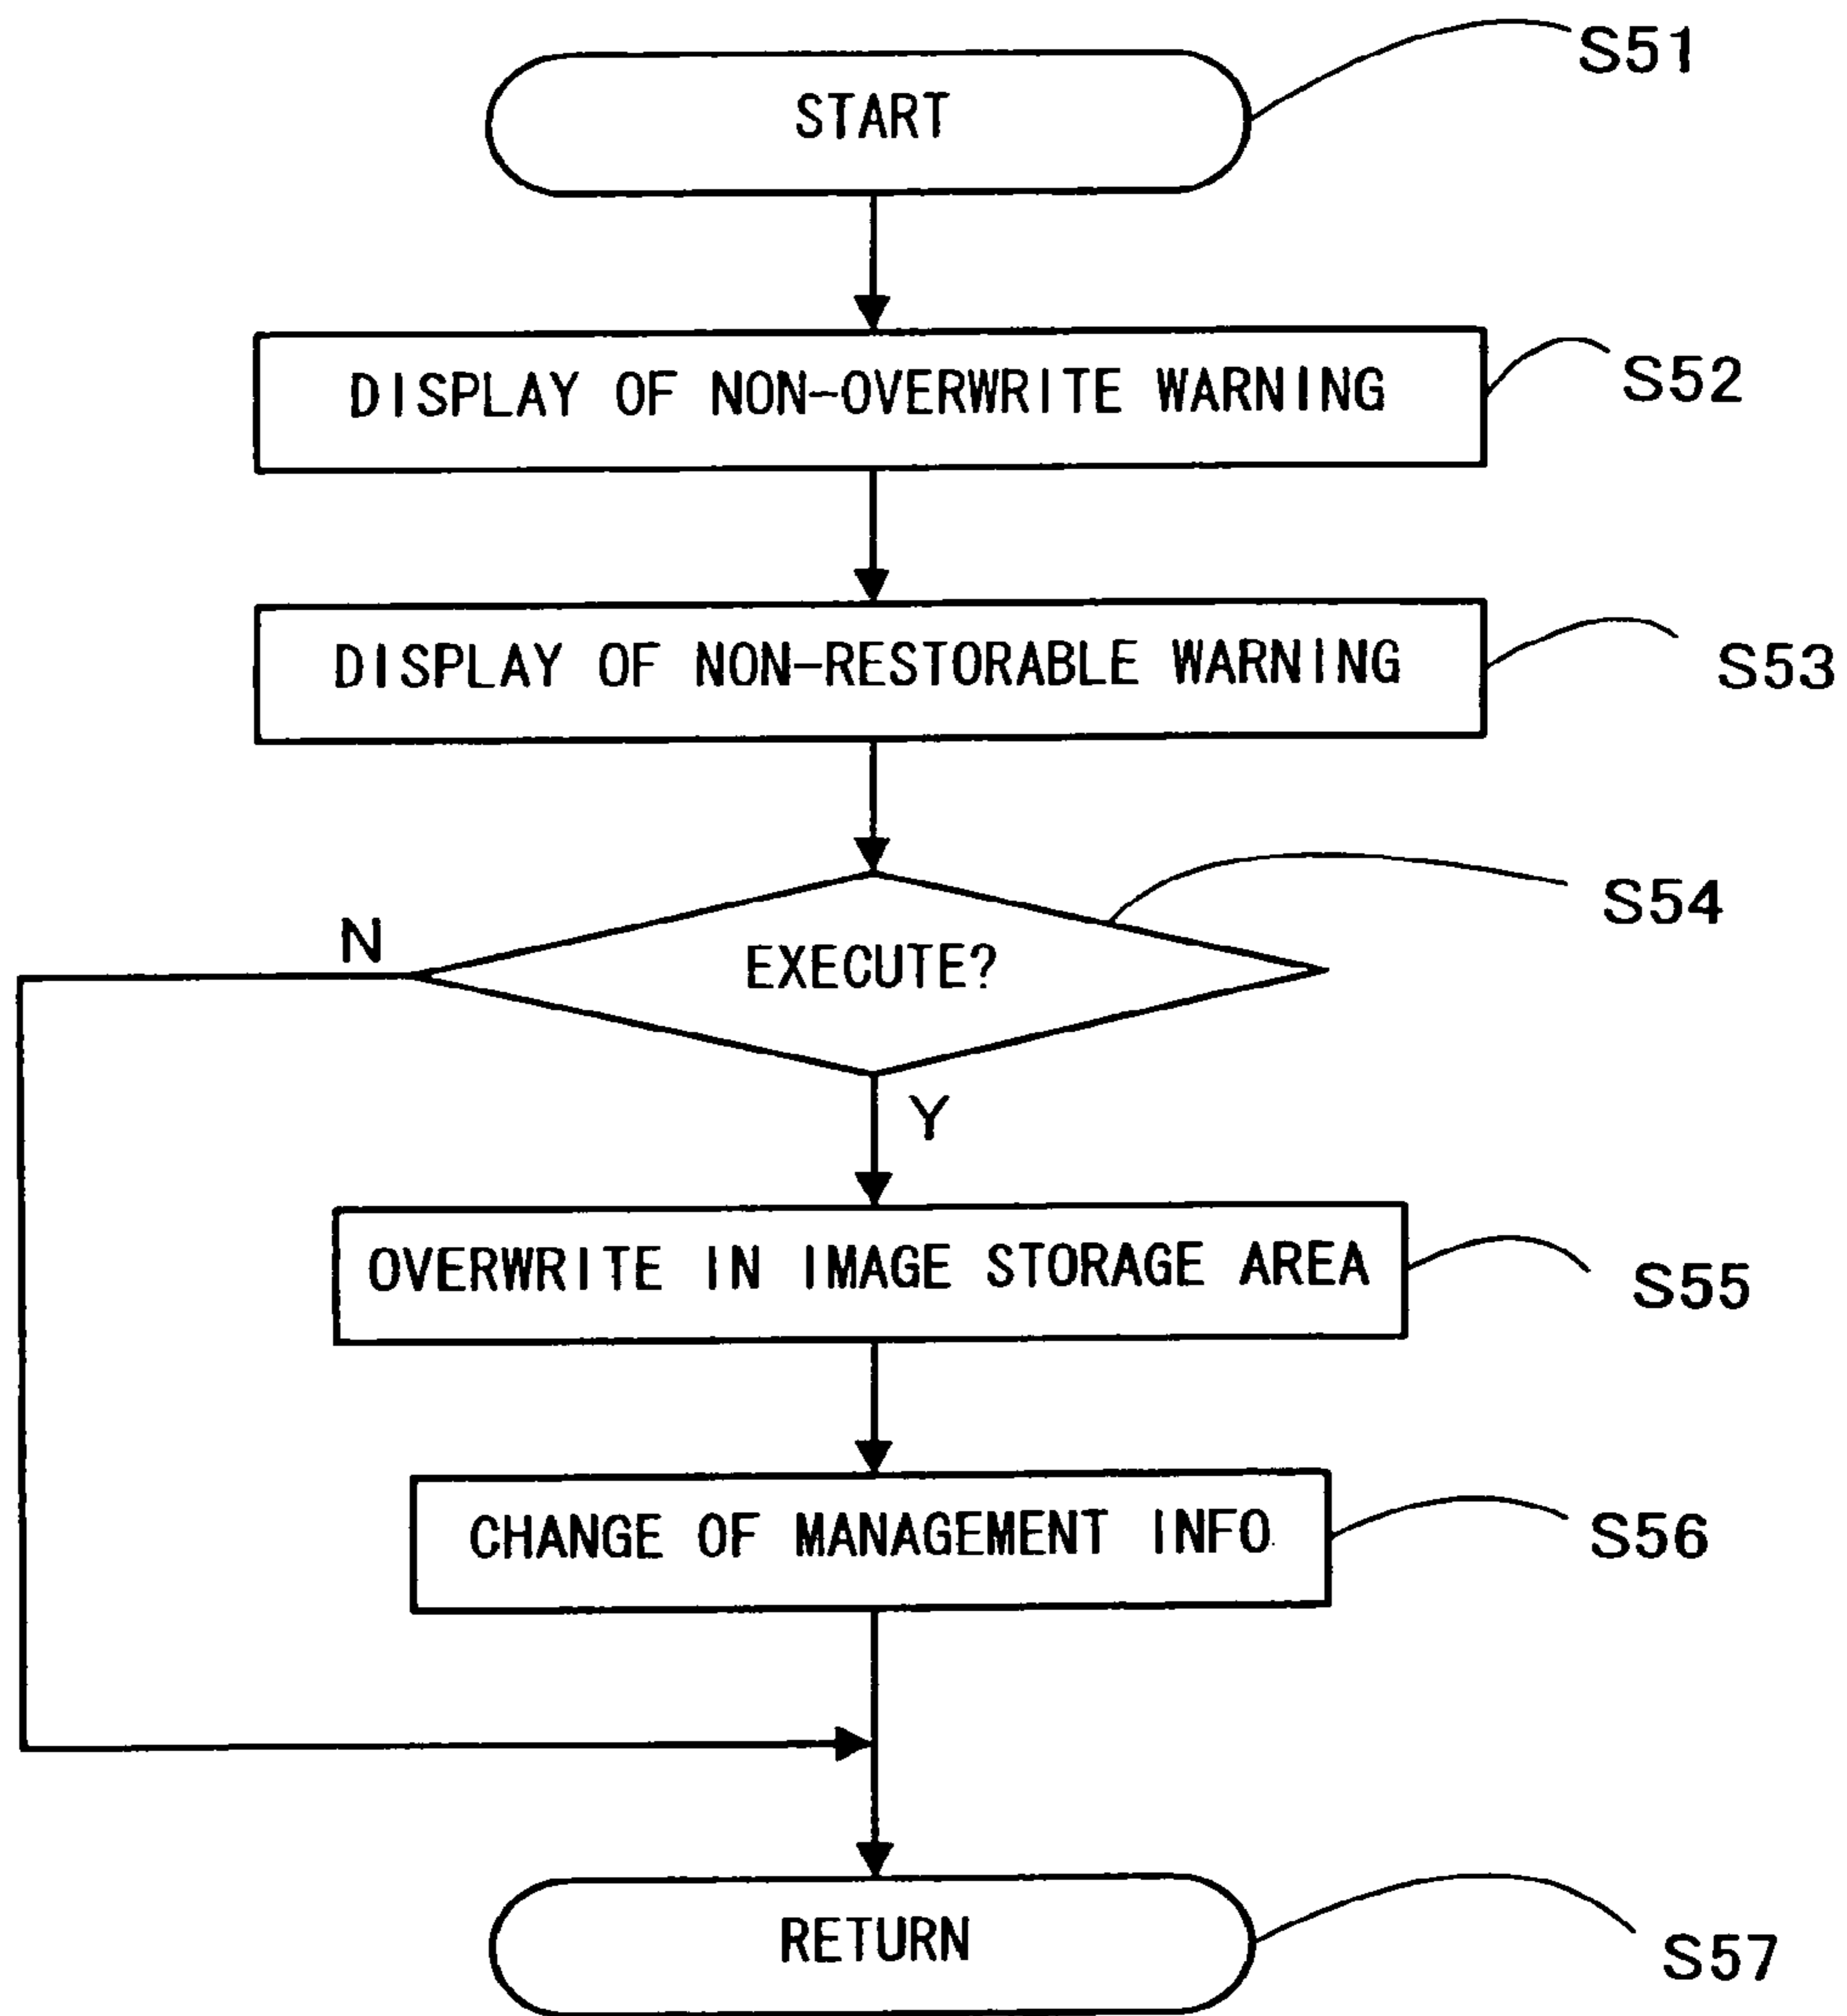 S51
START
DISPLAY OF NON-OVERWRITE WARNING
S52
DISPLAY OF NON-RESTORABLE WARNING
S53
S54
N
EXECUTE?
Y
OVERWRITE IN IMAGE STORAGE AREA
S55
CHANGE OF MANAGEMENT INFO.
S56
RETURN
S57